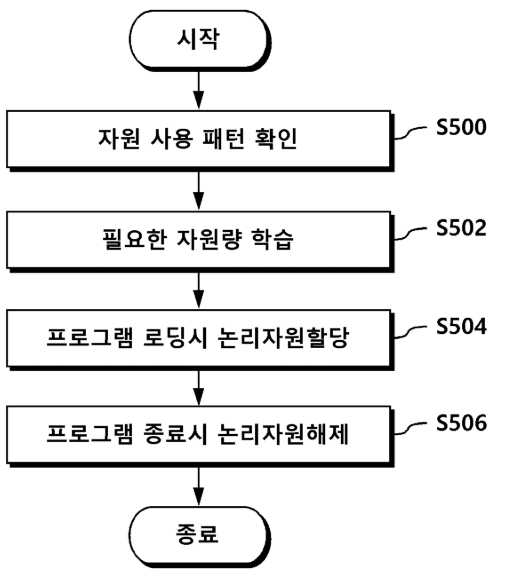 시작
자원 사용 패턴 확인
S500
필요한 자원량 학습
S502
프로그램 로딩시 논리자원할당
S504
프로그램 종료시 논리자원해제
S506
종료